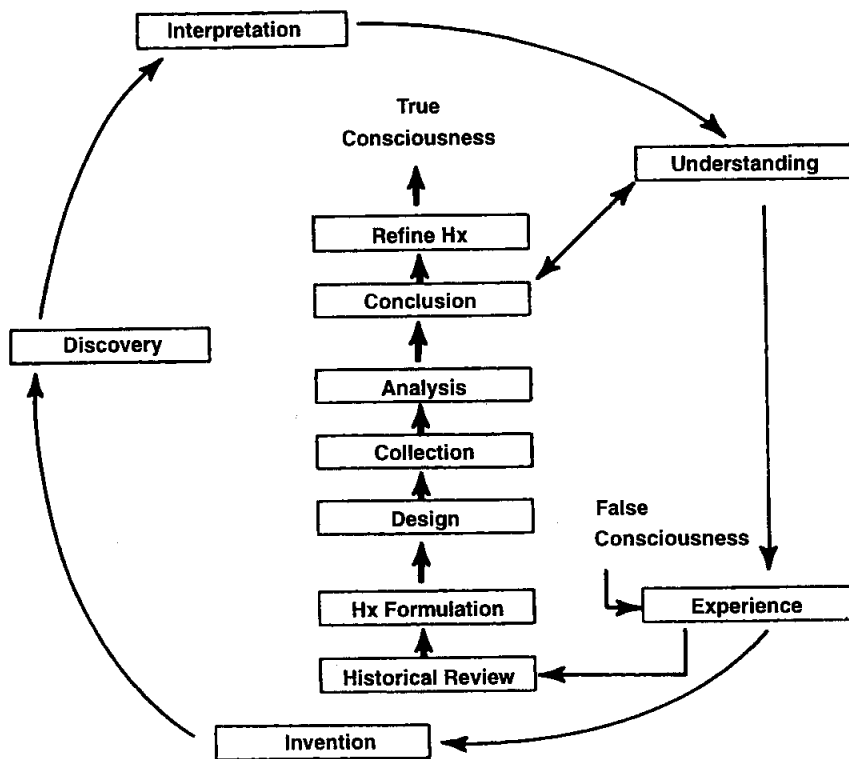 Interpretation
True
Consciousness
Understanding
Refine Hx
Conclusion
Discovery
Analysis
Collection
Design
False
Consciousness
Hx Formulation
Experience
Historical Review
Invention